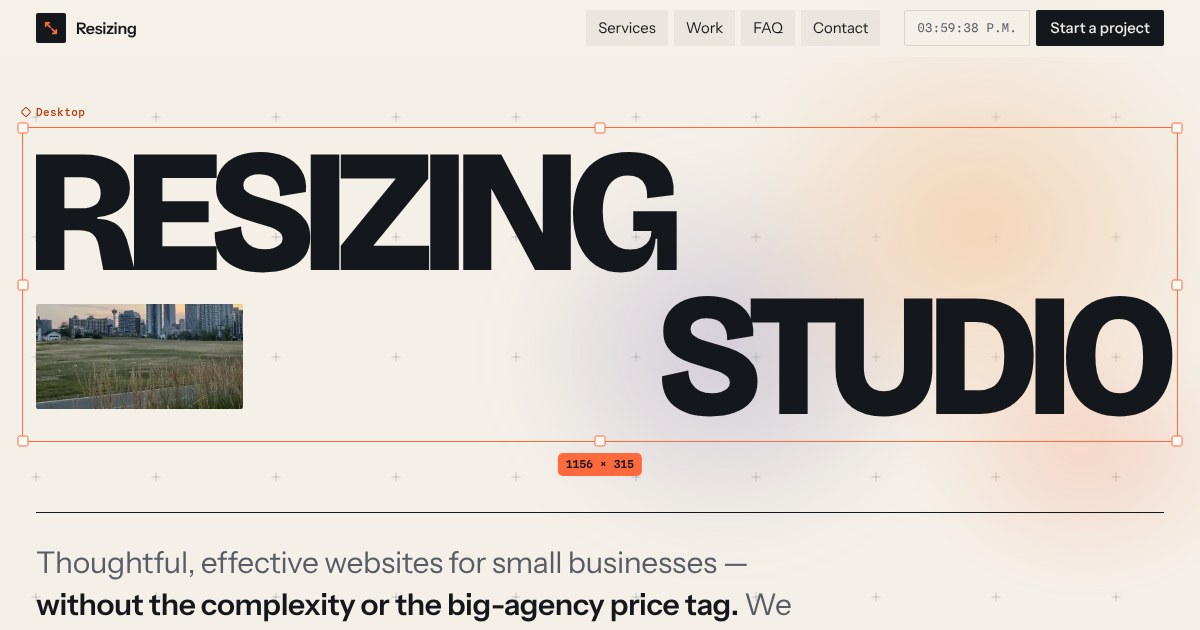 Resizing
Services
Work
FAQ
Contact
03:59:38 P.M.
Start a project
Desktop
RESIZING
STUDIO
1156 × 315
Thoughtful, effective websites for small businesses —
without the complexity or the big-agency price tag. We